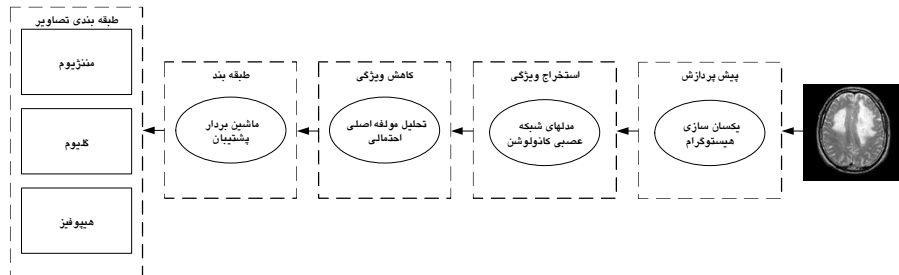 پیش پردازش
یکسان سازی
هیستوگرام
استخراج ویژگی
مدلهای شبکه
عصبی کانولوشن
کاهش ویژگی
تحلیل مولفه اصلی
احتمالی
طبقه بند
ماشین بردار
پشتیبان
طبقه بندی تصاویر
مننژیوم
گلیوم
هیپوفیز